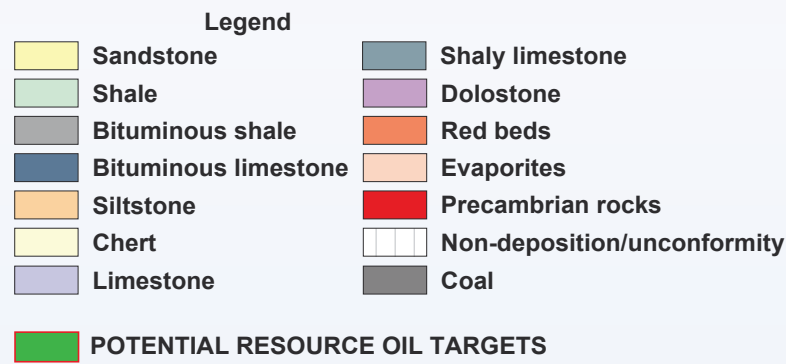 Legend
Sandstone
Shale
Bituminous shale
Bituminous limestone
Siltstone
Chert
Limestone
Shaly limestone
Dolostone
Red beds
Evaporites
Precambrian rocks
Non-deposition/unconformity
Coal
POTENTIAL RESOURCE OIL TARGETS